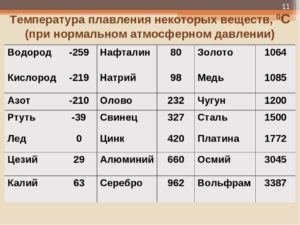 11
Температура плавления некоторых веществ, ⁰С
(при нормальном атмосферном давлении)
Водород -259 Нафталин 80 Золото 1064
Кислород -219 Натрий 98 Медь 1085
Азот -210 Олово 232 Чугун 1200
Ртуть -39 Свинец 327 Сталь 1500
Лед 0 Цинк 420 Платина 1772
Цезий 29 Алюминий 660 Осмий 3045
Калий 63 Серебро 962 Вольфрам 3387